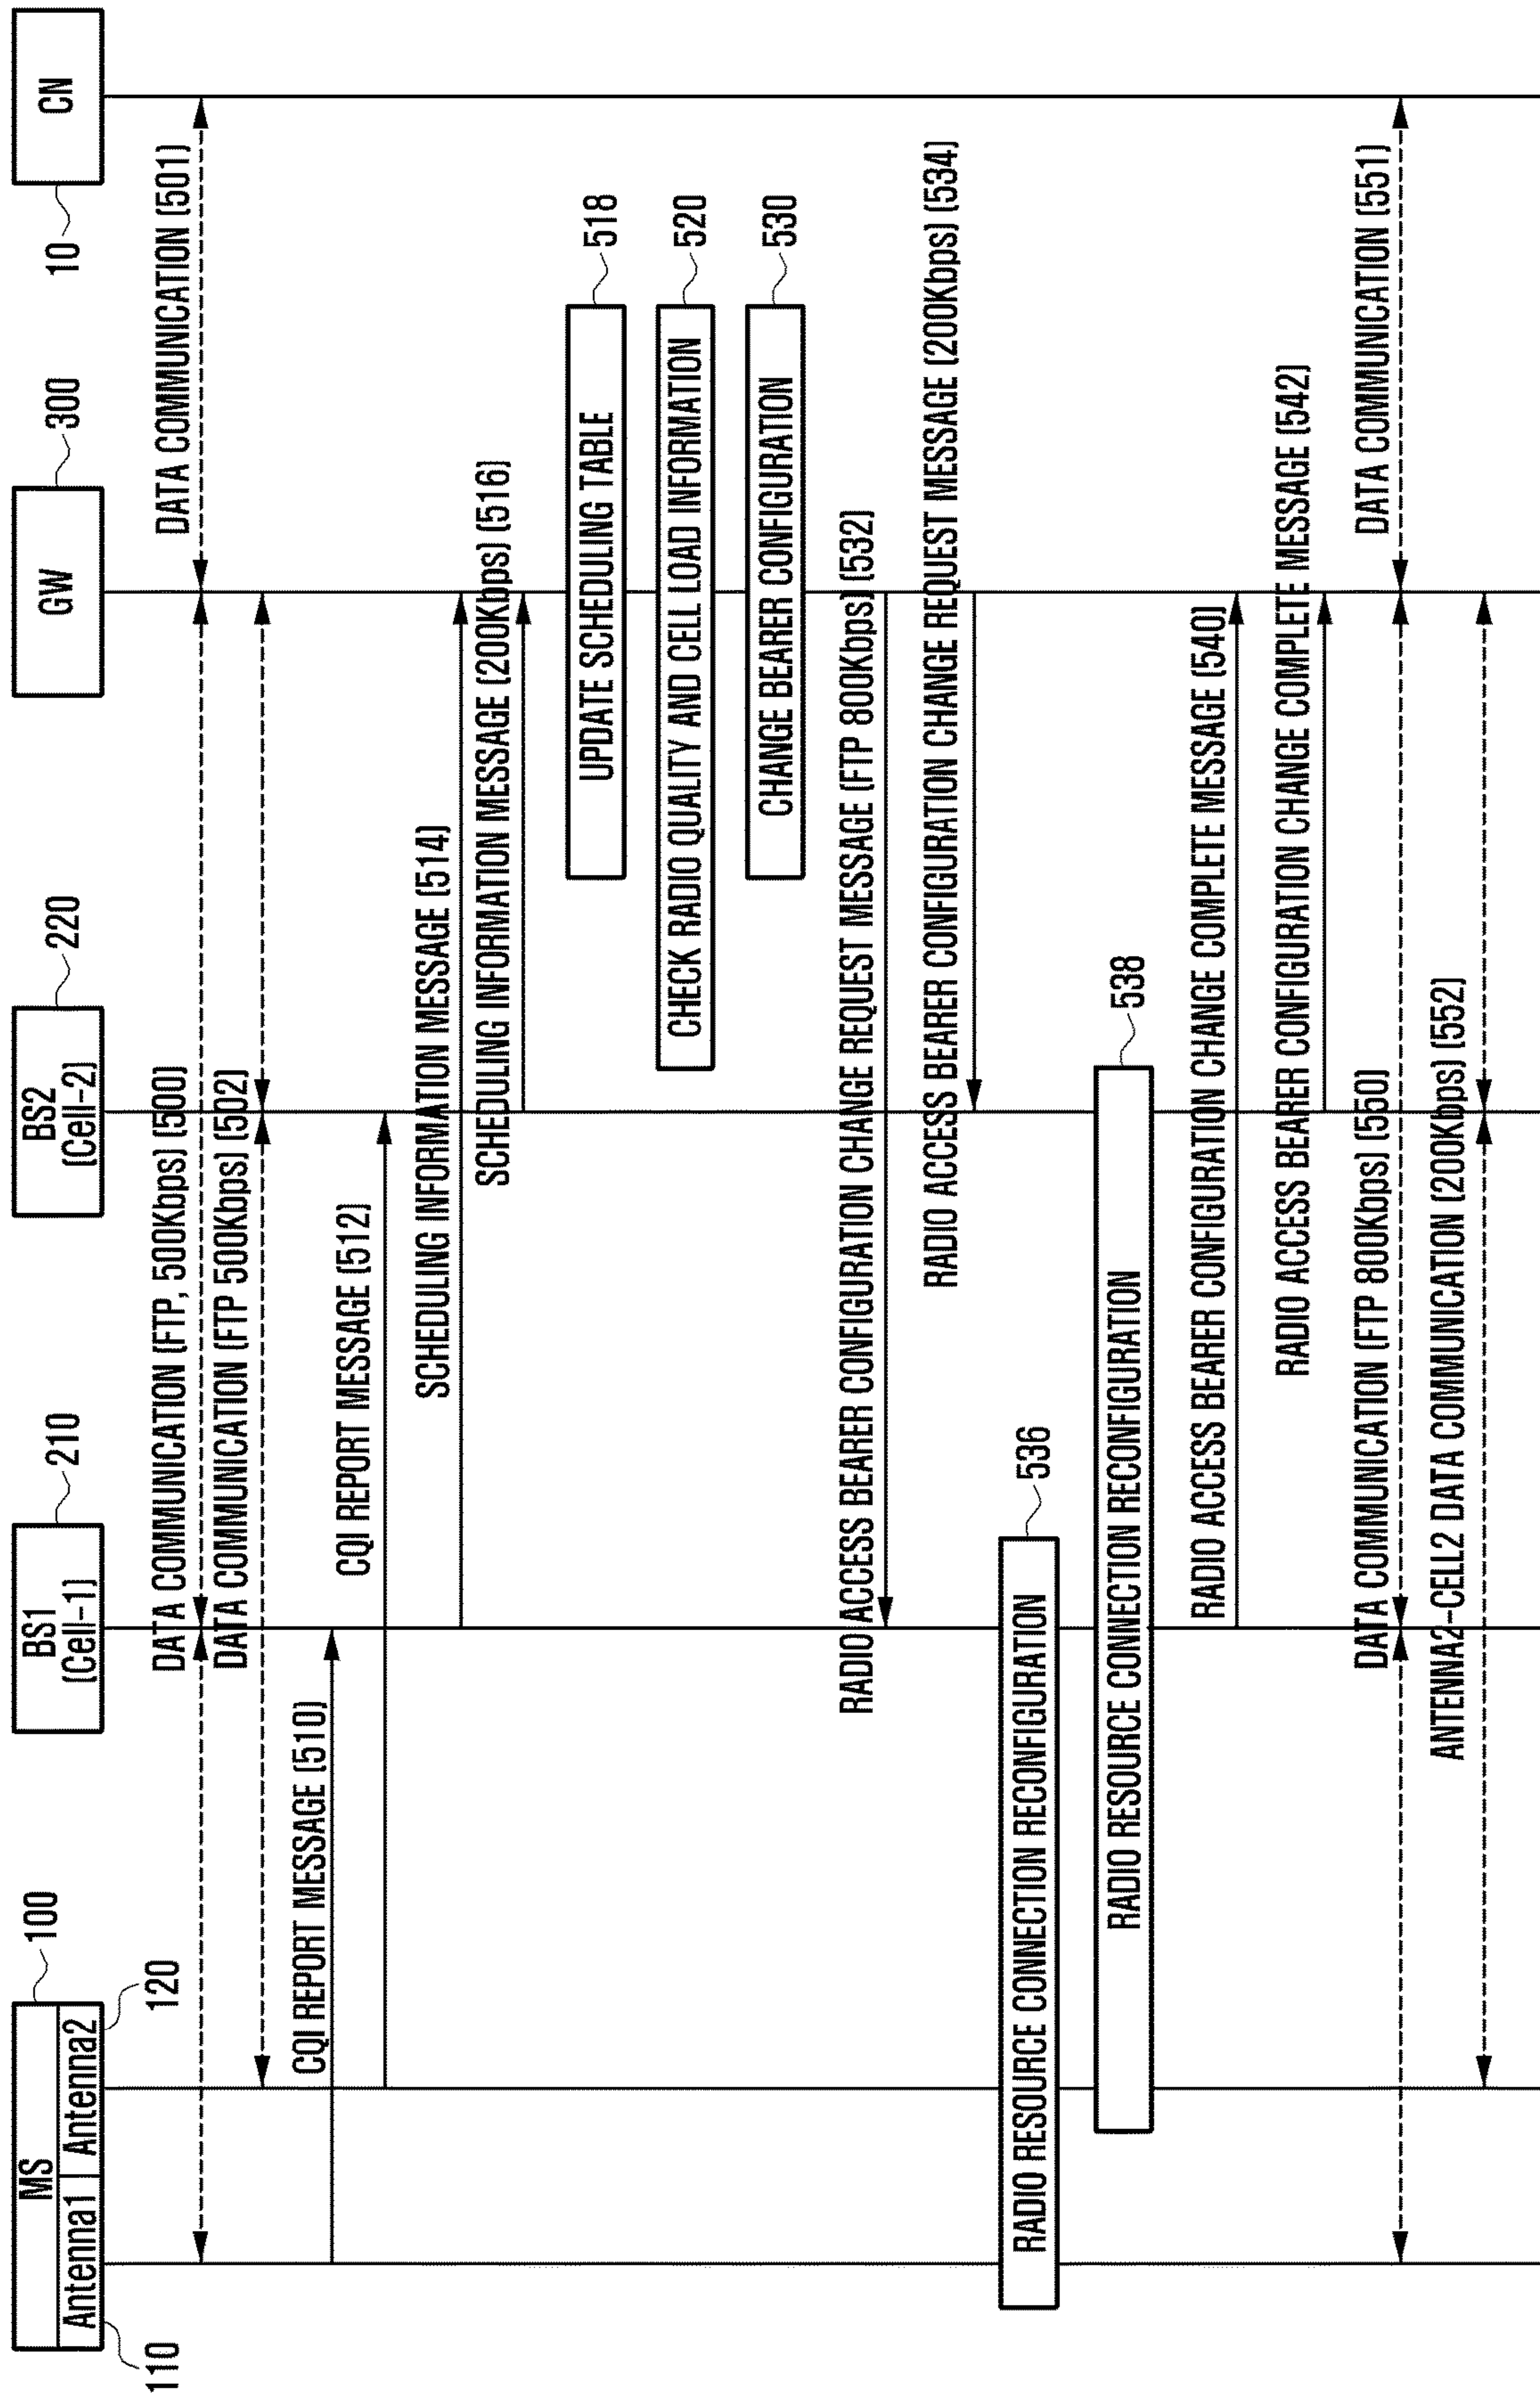 MS
100
Antenna1
Antenna2
110
120
BS1
(Cell-1)
210
BS2
(Cell-2)
220
GW
300
CN
10
DATA COMMUNICATION (FTP, 500Kbps) (500)
DATA COMMUNICATION (501)
DATA COMMUNICATION (FTP 500Kbps) (502)
CQI REPORT MESSAGE (510)
CQI REPORT MESSAGE (512)
SCHEDULING INFORMATION MESSAGE (514)
SCHEDULING INFORMATION MESSAGE (200Kbps) (516)
UPDATE SCHEDULING TABLE
518
CHECK RADIO QUALITY AND CELL LOAD INFORMATION
520
CHANGE BEARER CONFIGURATION
530
RADIO ACCESS BEARER CONFIGURATION CHANGE REQUEST MESSAGE (FTP 800Kbps) (532)
RADIO ACCESS BEARER CONFIGURATION CHANGE REQUEST MESSAGE (200Kbps) (534)
RADIO RESOURCE CONNECTION RECONFIGURATION
536
RADIO RESOURCE CONNECTION RECONFIGURATION
538
RADIO ACCESS BEARER CONFIGURATION CHANGE COMPLETE MESSAGE (540)
RADIO ACCESS BEARER CONFIGURATION CHANGE COMPLETE MESSAGE (542)
DATA COMMUNICATION (FTP 800Kbps) (550)
DATA COMMUNICATION (551)
ANTENNA2-CELL2 DATA COMMUNICATION (200Kbps) (552)